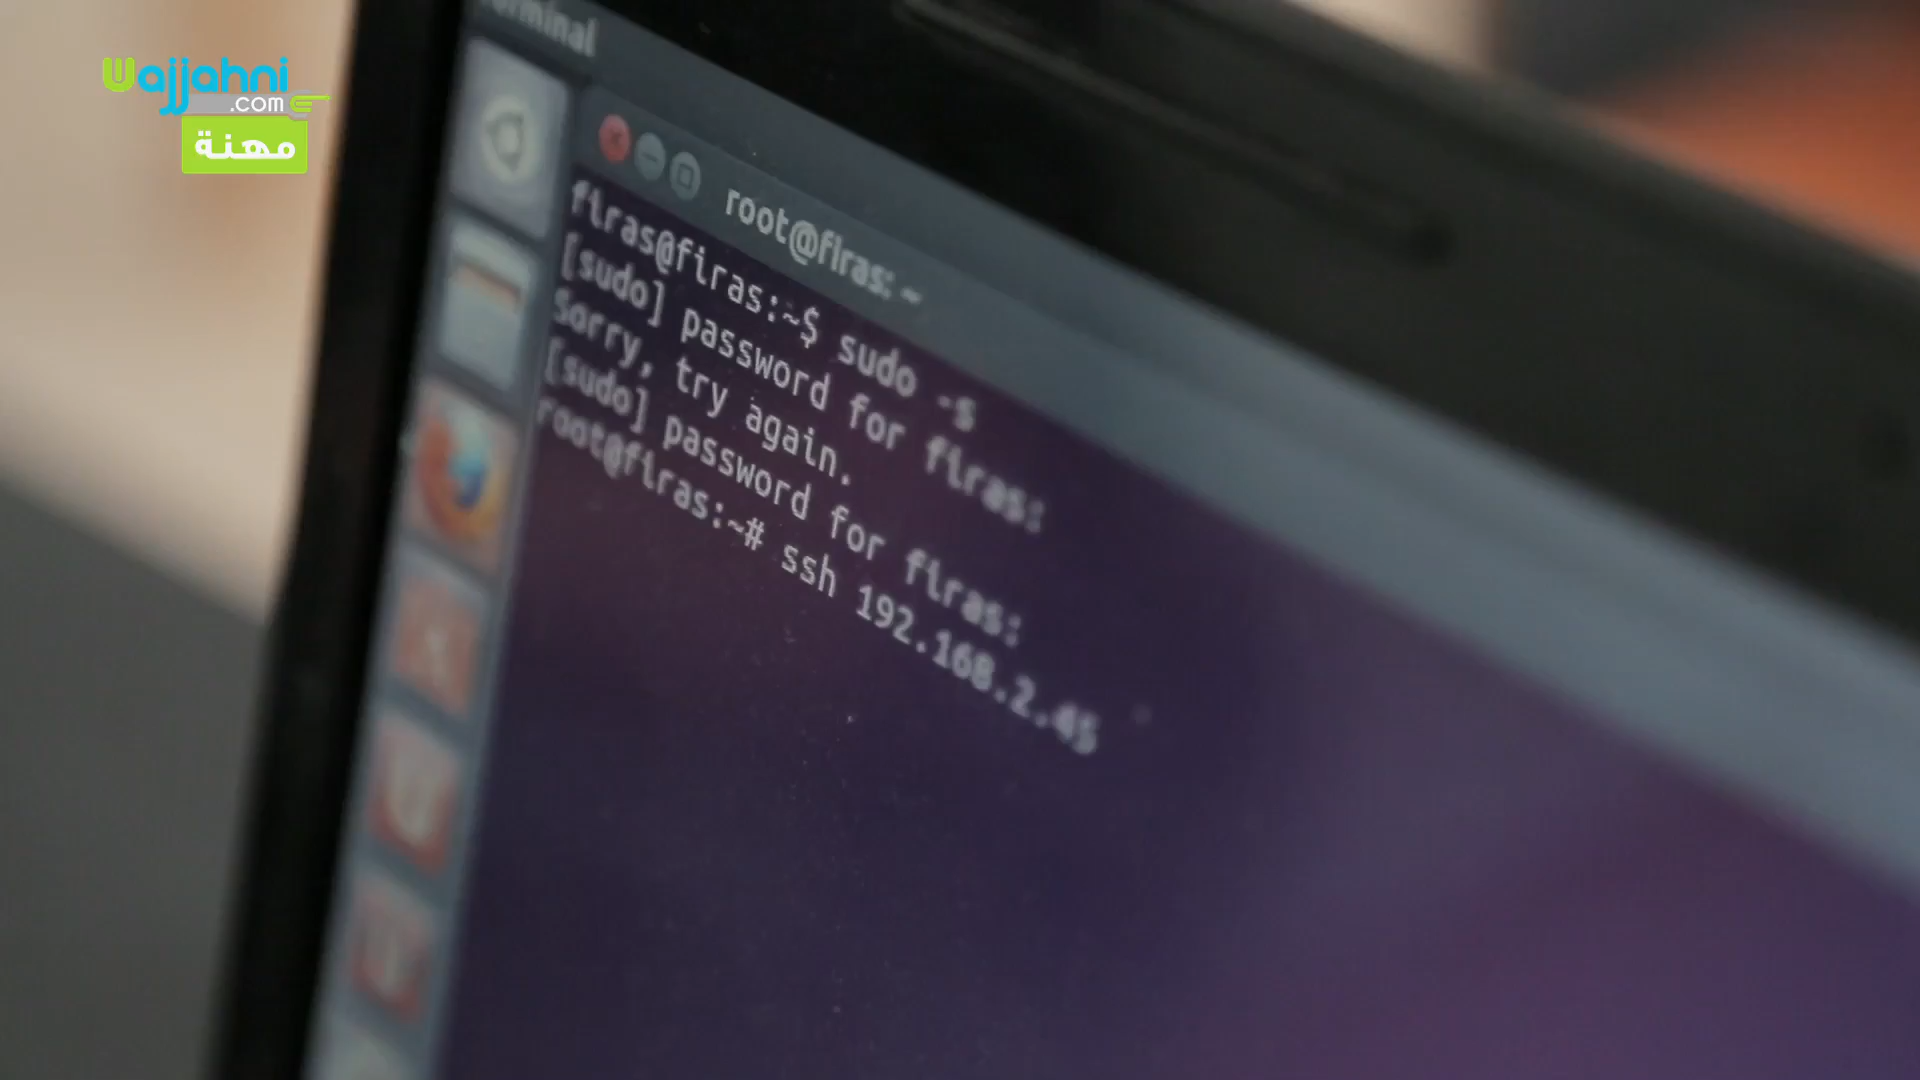 Wajjahni
.com
مهنة
Terminal
root@firas: ~
firas@firas:~$ sudo -s
[sudo] password for firas:
Sorry, try again.
[sudo] password for firas:
root@firas:~# ssh 192.168.2.45